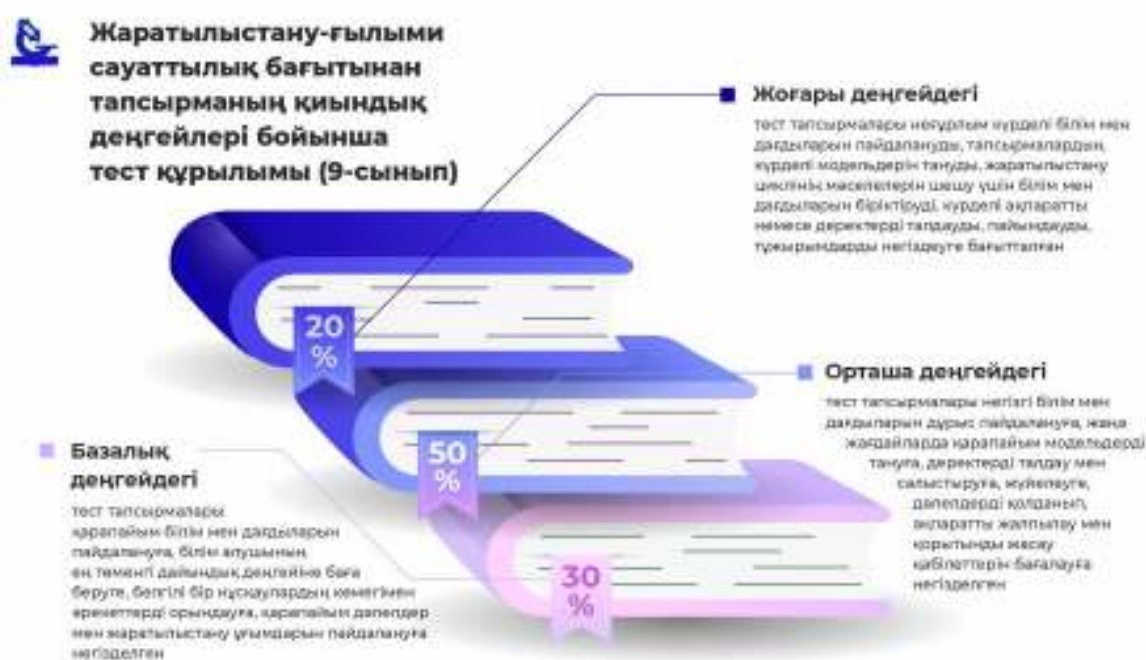 Жаратылыстану-ғылыми
сауаттылық бағытынан
тапсырманың қиындық
деңгейлері бойынша
тест құрылымы (9-сынып)
Жоғары деңгейдегі
тест тапсырмалары неғұрлым күрделі білім мен
дағдыларын пайдалануды, тапсырмалардың
күрделі модельдерін тануды, жаратылыстану
циклінің мәселелерін шешу үшін білім мен
дағдыларын біріктіруді, күрделі ақпаратты
немесе деректерді талдауды, пайымдауды,
тұжырымдарды негіздеуге бағытталған
20
%
Орташа деңгейдегі
тест тапсырмалары негізгі білім мен
дағдыларын дұрыс пайдалануға, жаңа
жағдайларда қарапайым модельдерді
тануға, деректерді талдау мен
салыстыруға, жүйелеуге,
дәлелдерді қолданып,
ақпаратты жалпылау мен
қорытынды жасау
қабілеттерін бағалауға
негізделген
50
%
Базалық
деңгейдегі
тест тапсырмалары
қарапайым білім мен дағдыларын
пайдалануға, білім алушының
ең төменгі дайындық деңгейіне баға
беруге, белгілі бір нұсқаулардың көмегімен
әрекеттерді орындауға, қарапайым дәлелдер
мен жаратылыстану ұғымдарын пайдалануға
негізделген
30
%